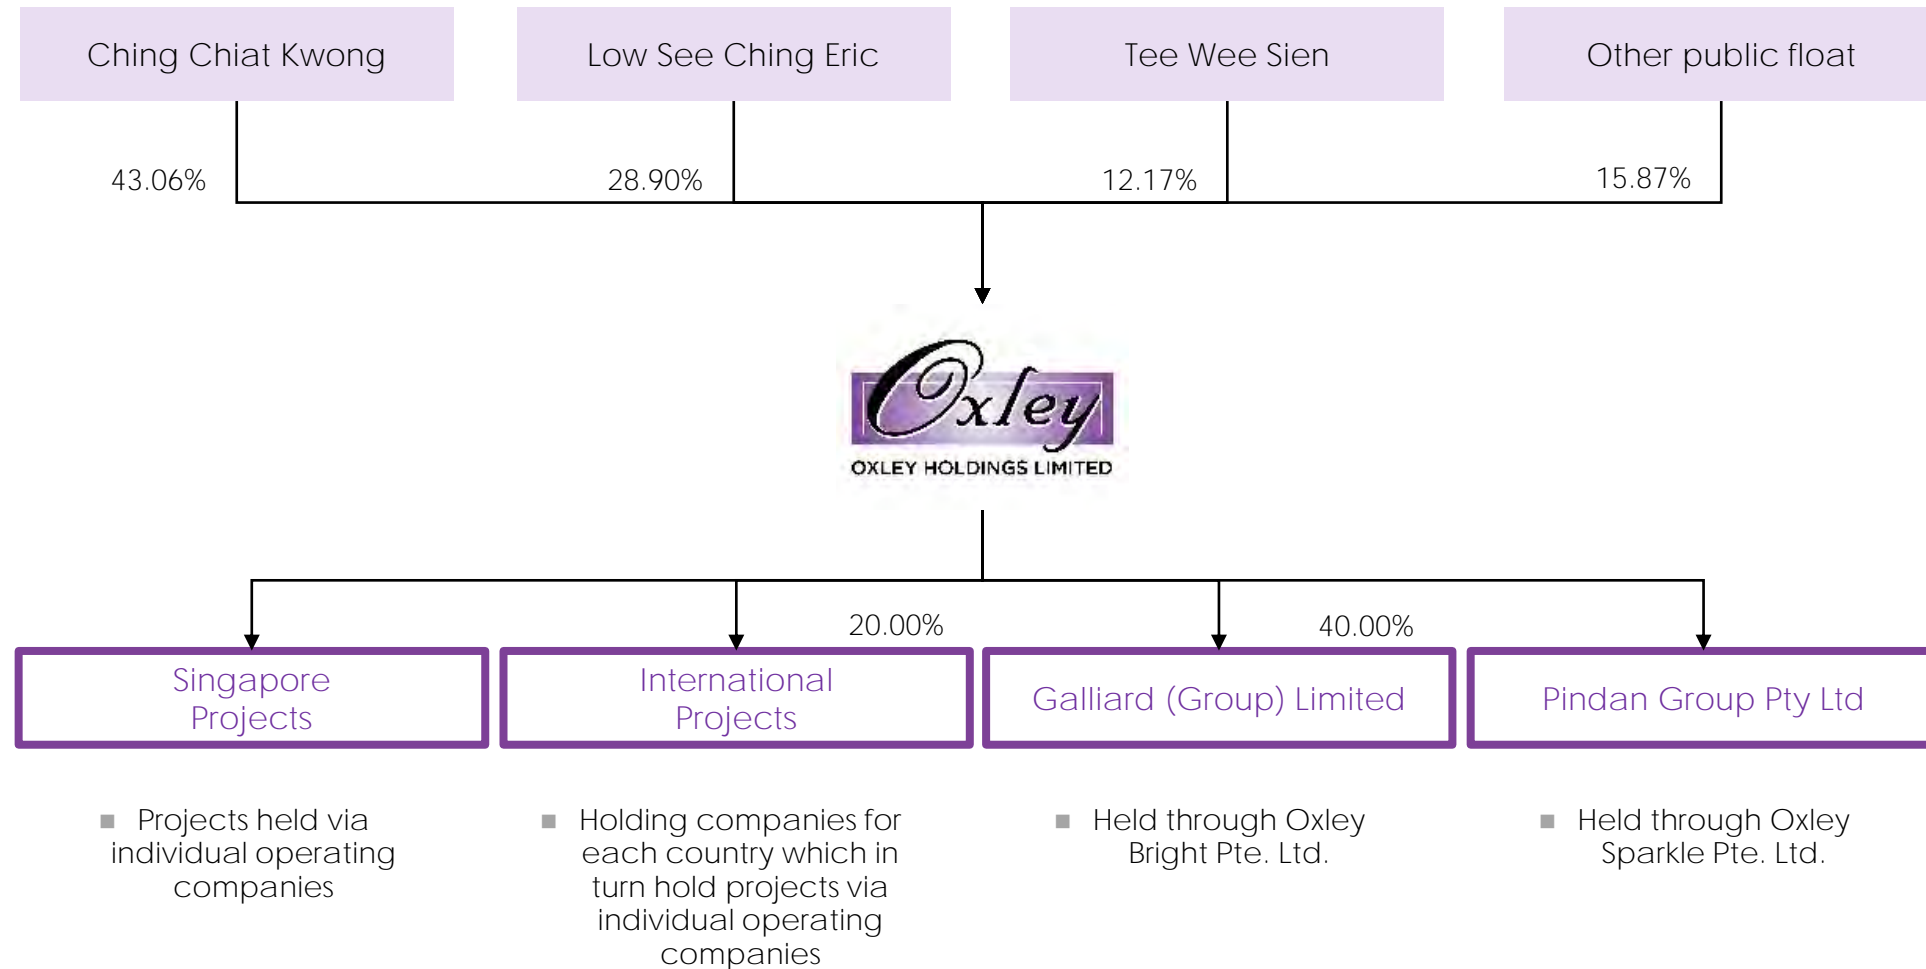 Ching Chiat Kwong
Low See Ching Eric
Tee Wee Sien
Other public float
43.06%
28.90%
12.17%
15.87%
Oxley
OXLEY HOLDINGS LIMITED
20.00%
40.00%
Singapore
Projects
International
Projects
Galliard (Group) Limited
Pindan Group Pty Ltd
Projects held via
individual operating
companies
Holding companies for
each country which in
turn hold projects via
individual operating
companies
Held through Oxley
Bright Pte. Ltd.
Held through Oxley
Sparkle Pte. Ltd.